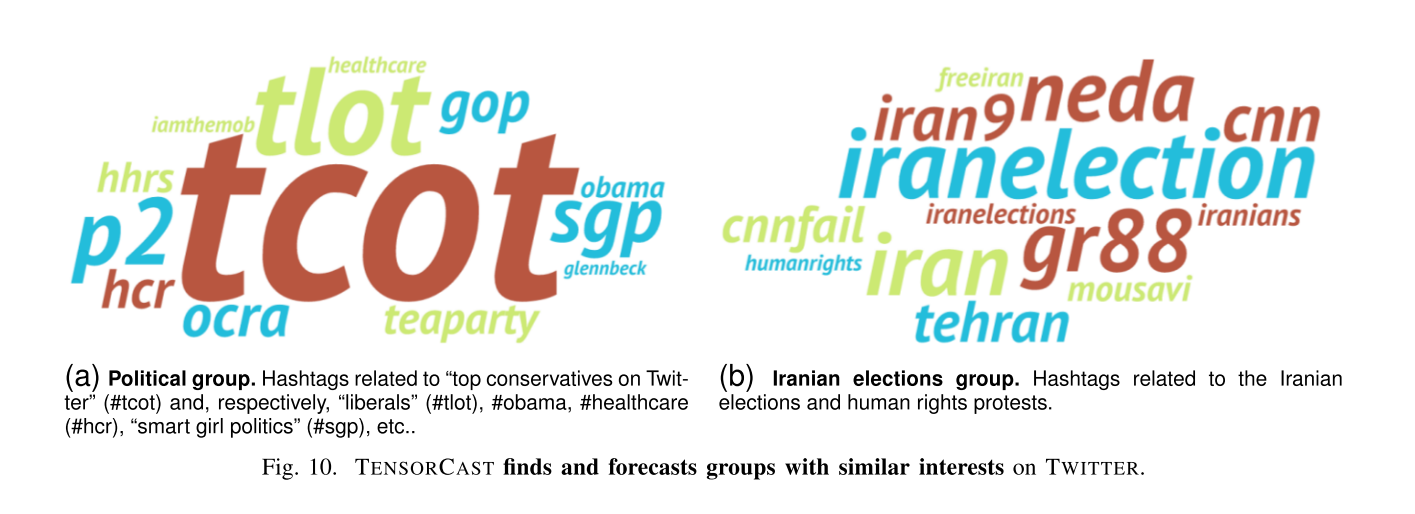 healthcare
tlot
gop
iamthemob
tcot
hhrs
obama
p2
sgp
glennbeck
hcr
ocra
teaparty
freeiran
neda
iran9
cnn
iranelection
iranelections
iranians
cnnfail
gr88
humanrights
iran
mousavi
tehran
(a) Political group. Hashtags related to “top conservatives on Twit-
ter” (#tcot) and, respectively, “liberals” (#tlot), #obama, #healthcare
(#hcr), “smart girl politics” (#sgp), etc..
(b) Iranian elections group. Hashtags related to the Iranian
elections and human rights protests.
Fig. 10. TENSORCAST finds and forecasts groups with similar interests on TWITTER.